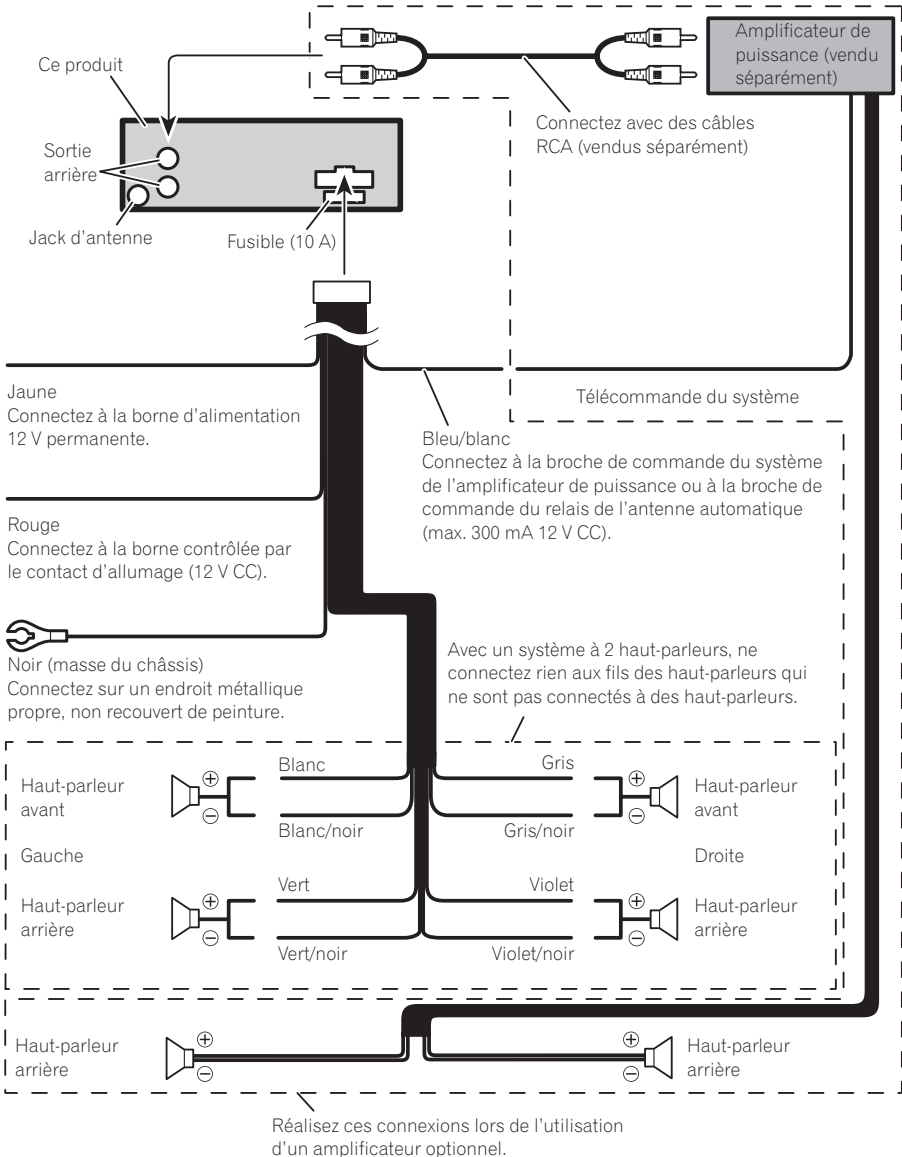 Amplificateur de
puissance (vendu
séparément)
Ce produit
Connectez avec des câbles
RCA (vendus séparément)
Sortie
arrière
Jack d'antenne
Fusible (10 A)
Jaune
Connectez à la borne d'alimentation
12 V permanente.
Télécommande du système
Bleu/blanc
Connectez à la broche de commande du système
de l'amplificateur de puissance ou à la broche de
commande du relais de l'antenne automatique
(max. 300 mA 12 V CC).
Rouge
Connectez à la borne contrôlée par
le contact d'allumage (12 V CC).
Noir (masse du châssis)
Connectez sur un endroit métallique
propre, non recouvert de peinture.
Avec un système à 2 haut-parleurs, ne
connectez rien aux fils des haut-parleurs qui
ne sont pas connectés à des haut-parleurs.
Haut-parleur
avant
⊕
⊖
Blanc
Blanc/noir
Gris
Gris/noir
⊕
⊖
Haut-parleur
avant
Gauche
Droite
Haut-parleur
arrière
⊕
⊖
Vert
Vert/noir
Violet
Violet/noir
⊕
⊖
Haut-parleur
arrière
Haut-parleur
arrière
⊕
⊖
⊕
⊖
Haut-parleur
arrière
Réalisez ces connexions lors de l'utilisation
d'un amplificateur optionnel.